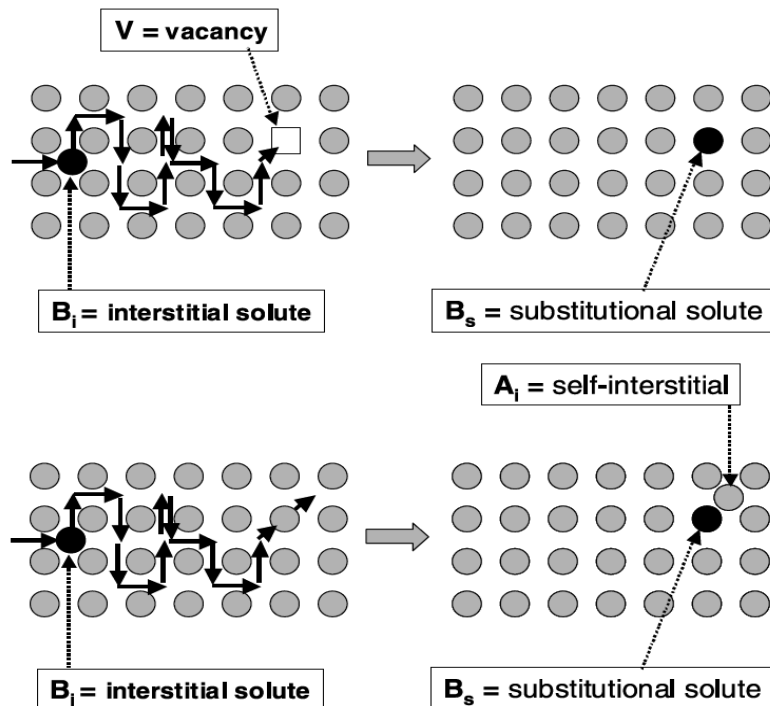 V = vacancy
Bi = interstitial solute
Bs = substitutional solute
Ai = self-interstitial
Bi = interstitial solute
Bs = substitutional solute